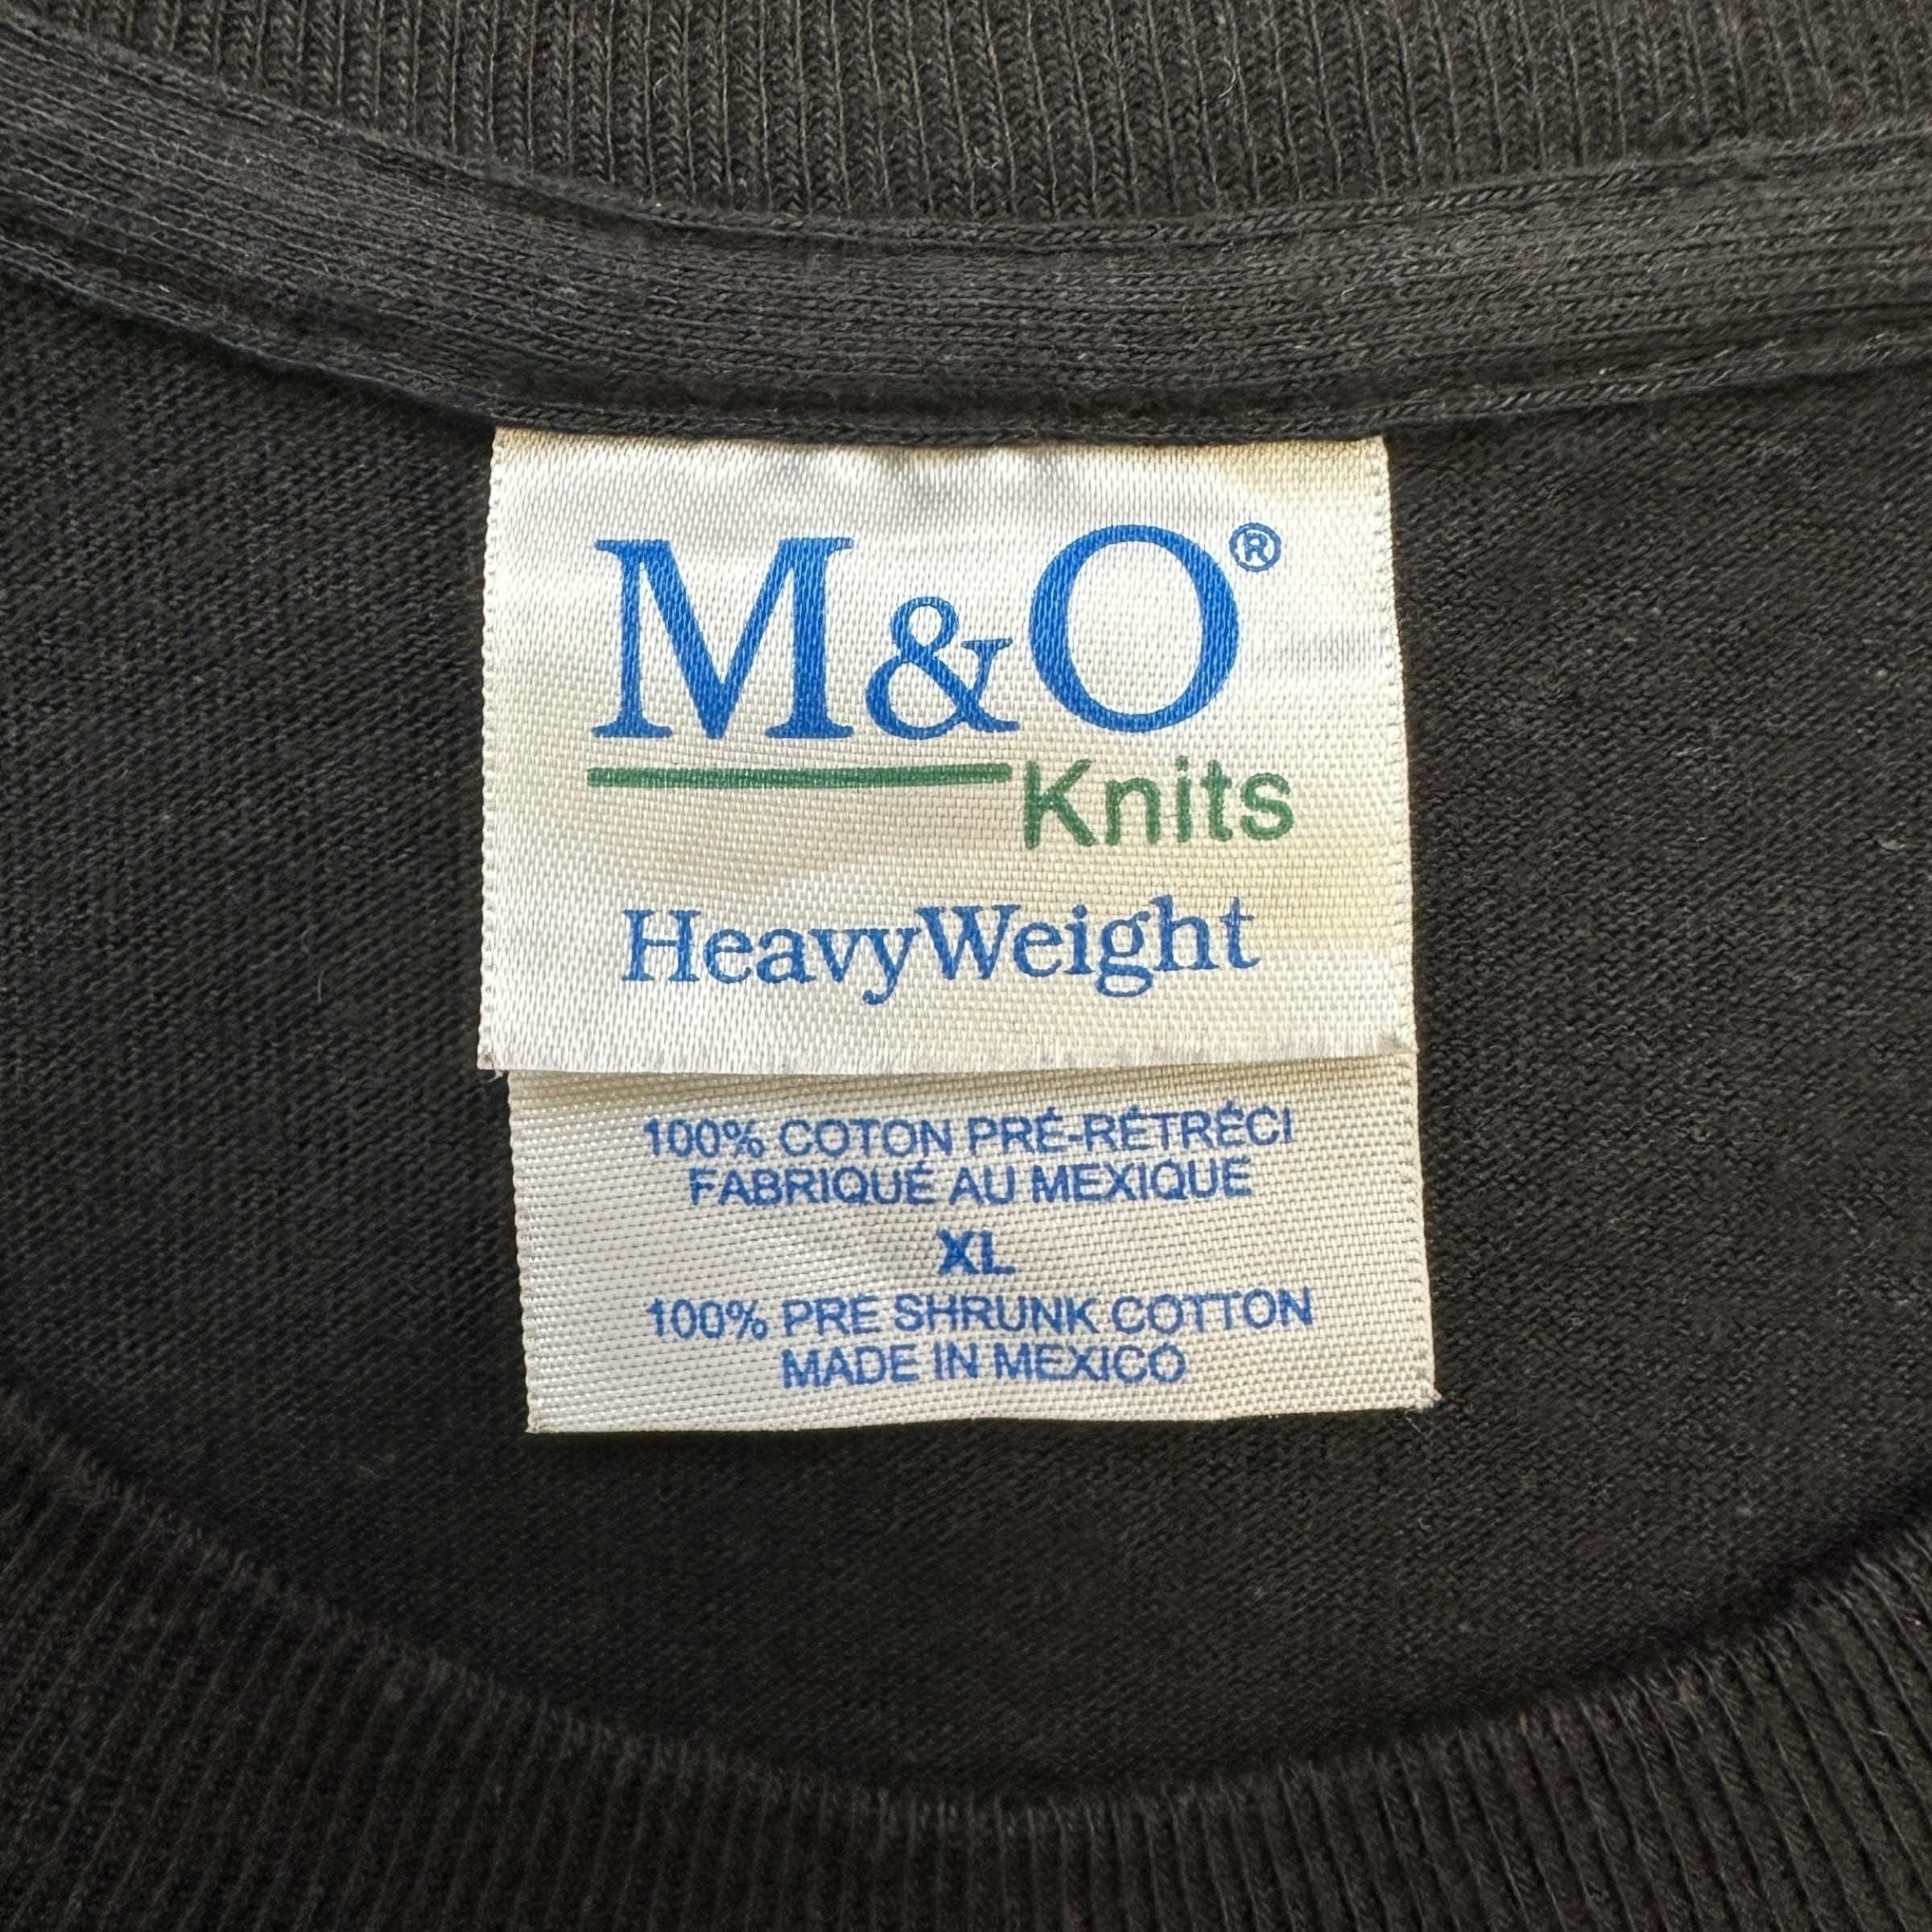 M&O®
Knits
HeavyWeight
100% COTON PRÉ-RÉTRÉCI
FABRIQUÉ AU MEXIQUE
XL
100% PRE SHRUNK COTTON
MADE IN MEXICO